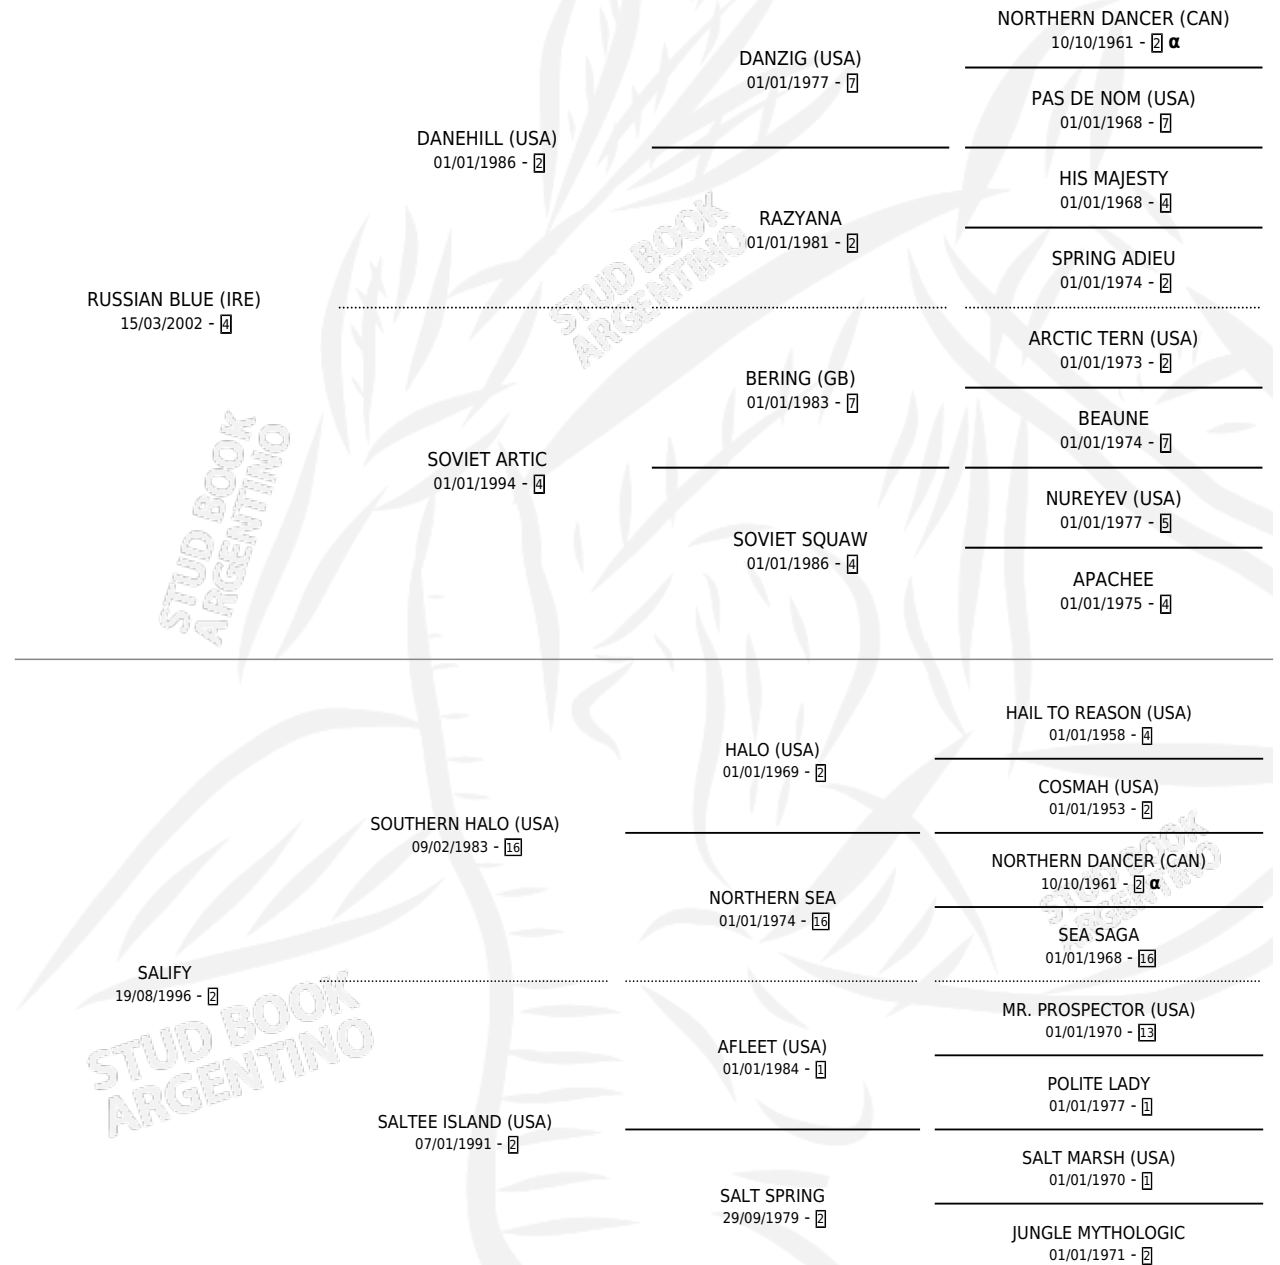 NORTHERN DANCER (CAN)
10/10/1961 - 2 α
DANZIG (USA)
01/01/1977 - 7
PAS DE NOM (USA)
01/01/1968 - 7
DANEHILL (USA)
01/01/1986 - 2
HIS MAJESTY
01/01/1968 - 4
RAZYANA
01/01/1981 - 2
SPRING ADIEU
01/01/1974 - 2
RUSSIAN BLUE (IRE)
15/03/2002 - 4
ARCTIC TERN (USA)
01/01/1973 - 2
BERING (GB)
01/01/1983 - 7
BEAUNE
01/01/1974 - 7
SOVIET ARTIC
01/01/1994 - 4
NUREYEV (USA)
01/01/1977 - 5
SOVIET SQUAW
01/01/1986 - 4
APACHEE
01/01/1975 - 4
HAIL TO REASON (USA)
01/01/1958 - 4
HALO (USA)
01/01/1969 - 2
COSMAH (USA)
01/01/1953 - 2
SOUTHERN HALO (USA)
09/02/1983 - 16
NORTHERN DANCER (CAN)
10/10/1961 - 2 α
NORTHERN SEA
01/01/1974 - 16
SEA SAGA
01/01/1968 - 16
SALIFY
19/08/1996 - 2
MR. PROSPECTOR (USA)
01/01/1970 - 13
AFLEET (USA)
01/01/1984 - 1
POLITE LADY
01/01/1977 - 1
SALTEE ISLAND (USA)
07/01/1991 - 2
SALT MARSH (USA)
01/01/1970 - 1
SALT SPRING
29/09/1979 - 2
JUNGLE MYTHOLOGIC
01/01/1971 - 2
STUD BOOK
ARGENTINO
STUD BOOK
ARGENTINO
STUD BOOK
ARGENTINO
STUD BOOK
ARGENTINO